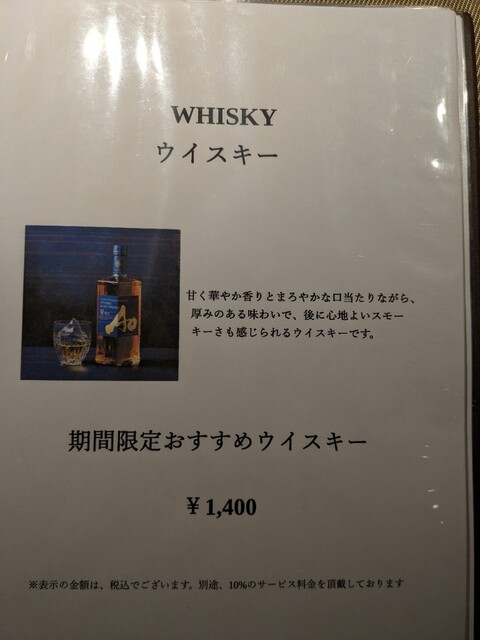 WHISKY
ウイスキー
Ao
甘く華やか香りとまろやかな口当たりながら、
厚みのある味わいで、後に心地よいスモー
キーさも感じられるウイスキーです。
期間限定おすすめウイスキー
¥ 1,400
※表示の金額は、税込でございます。別途、10%のサービス料金を頂戴しております